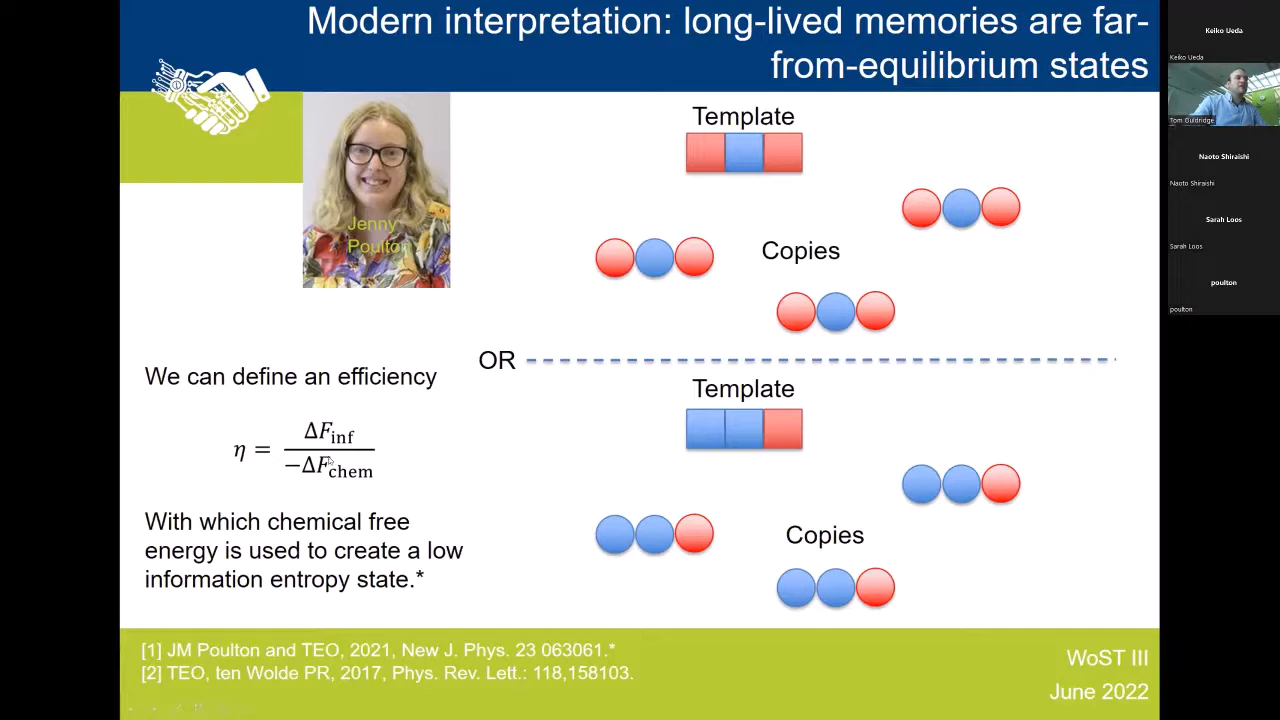 Modern interpretation: long-lived memories are far-
from-equilibrium states
Jenny
Poulton
Template
Copies
OR
Template
Copies
We can define an efficiency
η = ΔF_inf / −ΔF_chem
With which chemical free
energy is used to create a low
information entropy state.*
[1] JM Poulton and TEO, 2021, New J. Phys. 23 063061.*
[2] TEO, ten Wolde PR, 2017, Phys. Rev. Lett.: 118,158103.
WoST III
June 2022
Keiko Ueda
Keiko Ueda
Tom Ouldridge
Naoto Shiraishi
Naoto Shiraishi
Sarah Loos
Sarah Loos
poulton
poulton